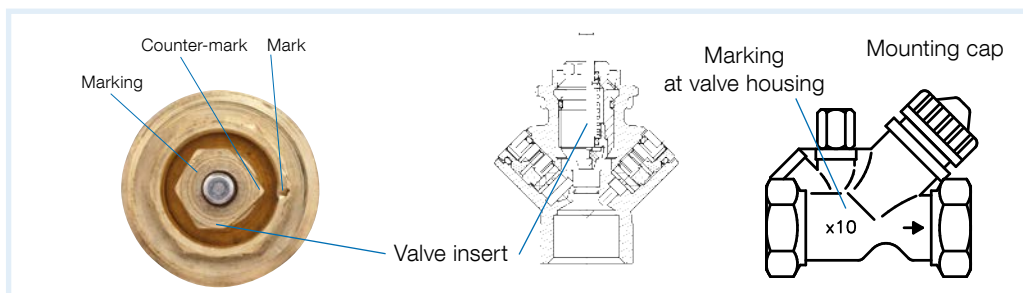 Counter-mark
Mark
Marking
Valve insert
Marking
at valve housing
Mounting cap
x10